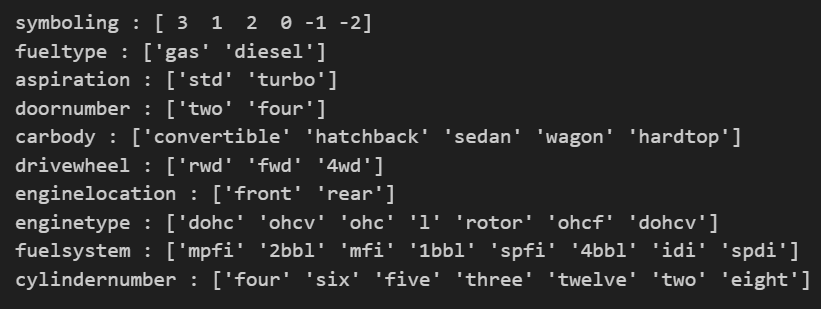 symboling : [ 3  1  2  0 -1 -2]
fueltype : ['gas' 'diesel']
aspiration : ['std' 'turbo']
doornumber : ['two' 'four']
carbody : ['convertible' 'hatchback' 'sedan' 'wagon' 'hardtop']
drivewheel : ['rwd' 'fwd' '4wd']
enginelocation : ['front' 'rear']
enginetype : ['dohc' 'ohcv' 'ohc' 'l' 'rotor' 'ohcf' 'dohcv']
fuelsystem : ['mpfi' '2bbl' 'mfi' '1bbl' 'spfi' '4bbl' 'idi' 'spdi']
cylindernumber : ['four' 'six' 'five' 'three' 'twelve' 'two' 'eight']